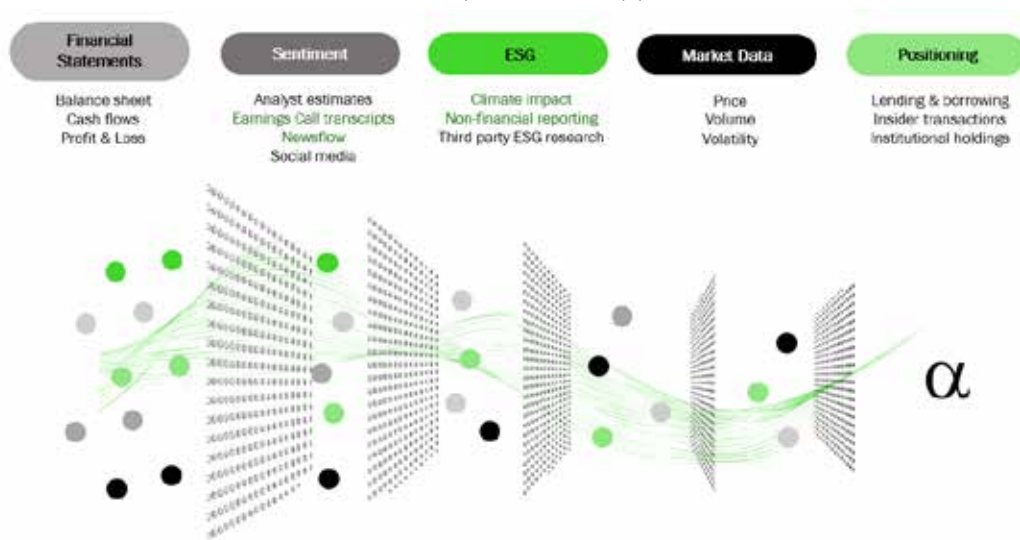 Financial
Statements
Balance sheet
Cash flows
Profit & Loss
Sentiment
Analyst estimates
Earnings Call transcripts
Newsflow
Social media
ESG
Climate impact
Non-financial reporting
Third party ESG research
Market Data
Price
Volume
Volatility
Positioning
Lending & borrowing
Insider transactions
Institutional holdings
α